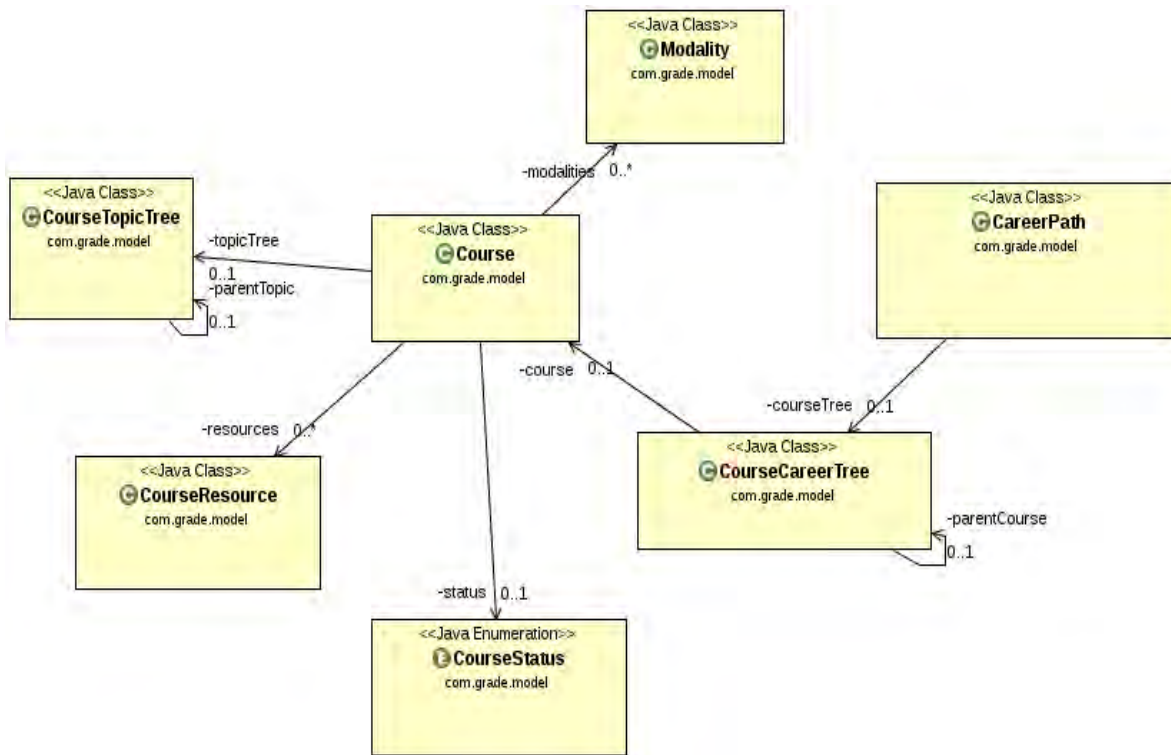 <<Java Class>>
Modality
com.grade.model
-modalities
0..*
<<Java Class>>
CourseTopicTree
com.grade.model
-topicTree
0..1
-parentTopic
0..1
<<Java Class>>
Course
com.grade.model
<<Java Class>>
CareerPath
com.grade.model
-course
0..1
-courseTree
0..1
-resources
0..*
<<Java Class>>
CourseResource
com.grade.model
<<Java Class>>
CourseCareerTree
com.grade.model
-parentCourse
0..1
-status
0..1
<<Java Enumeration>>
CourseStatus
com.grade.model